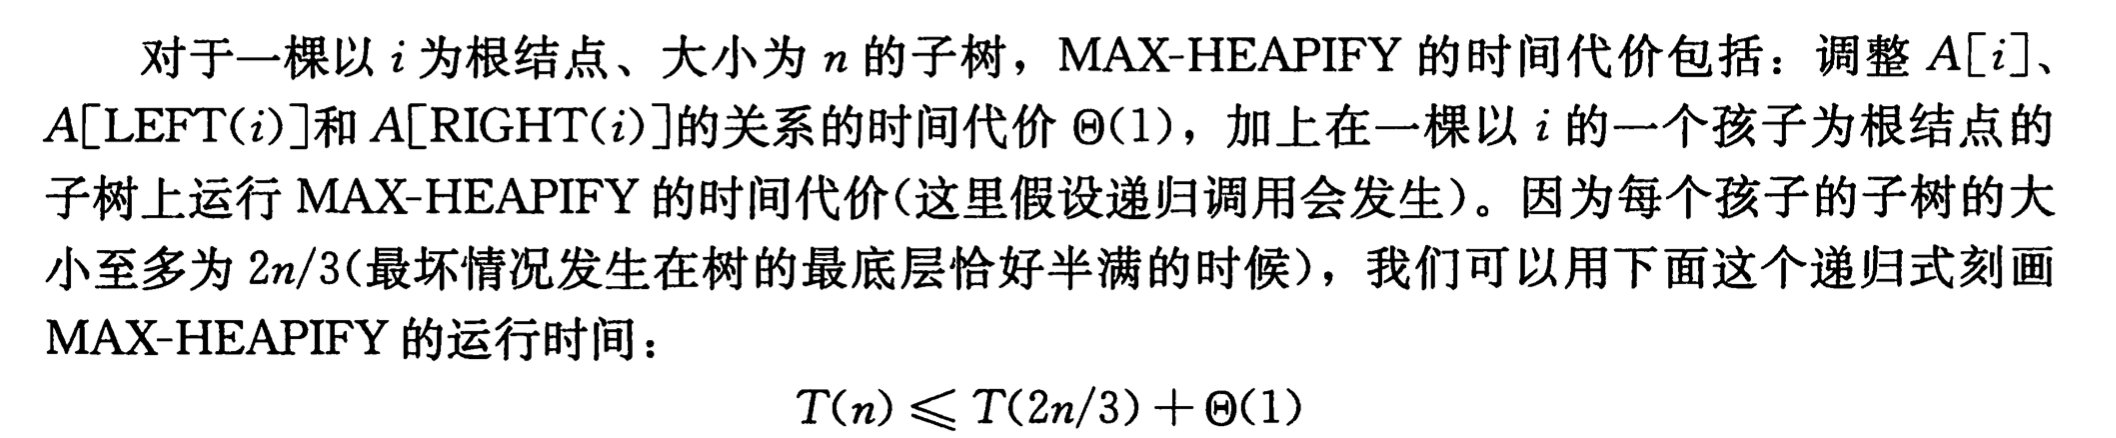 对于一棵以 i 为根结点、大小为 n 的子树，MAX-HEAPIFY 的时间代价包括：调整 A[i]、
A[LEFT(i)]和 A[RIGHT(i)]的关系的时间代价 Θ(1)，加上在一棵以 i 的一个孩子为根结点的
子树上运行 MAX-HEAPIFY 的时间代价(这里假设递归调用会发生)。因为每个孩子的子树的大
小至多为 2n/3(最坏情况发生在树的最底层恰好半满的时候)，我们可以用下面这个递归式刻画
MAX-HEAPIFY 的运行时间：
T(n) ⩽ T(2n/3) + Θ(1)